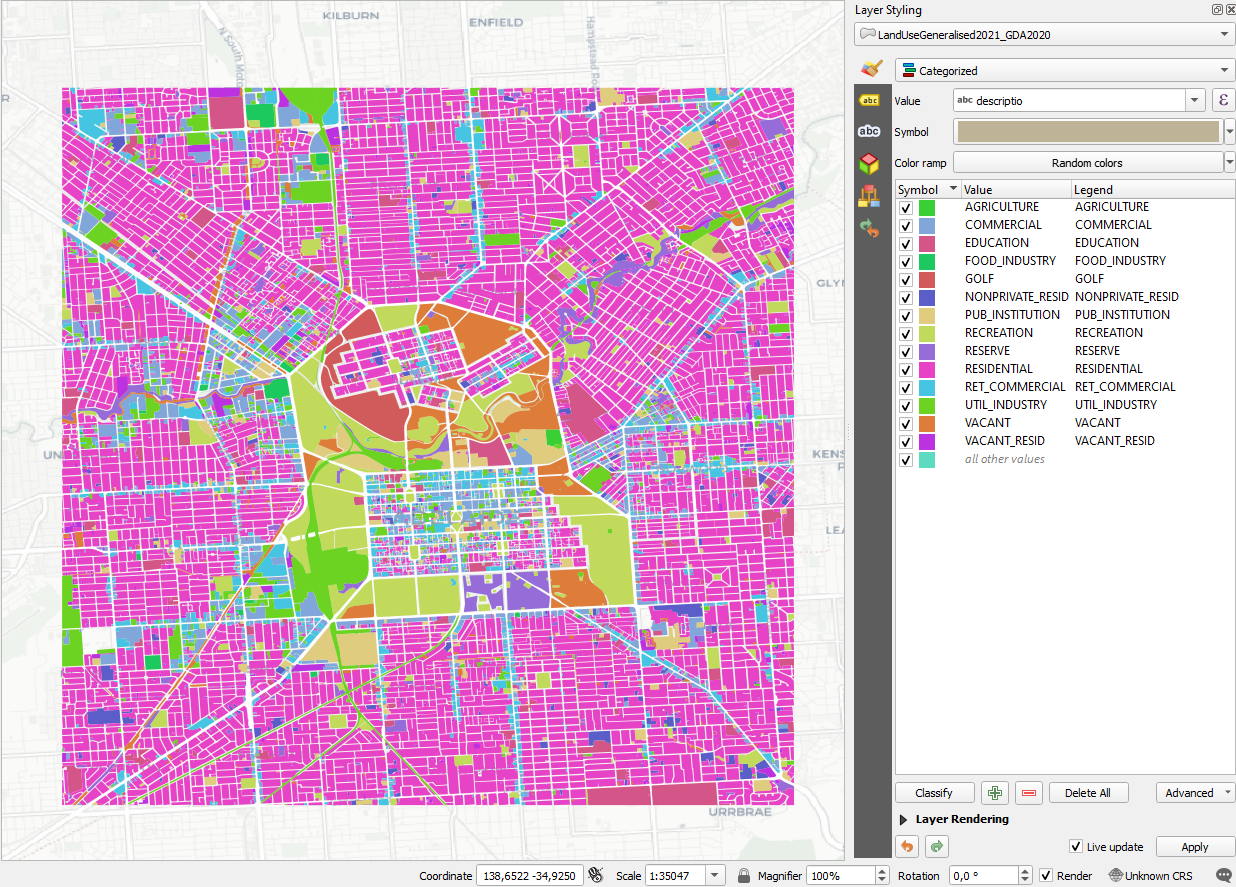 KILBURN
ENFIELD
N South Moto
Hampstead Ro
R
GLYN
UN
KENS
P
LEA
URRBRAE
Layer Styling
LandUseGeneralised2021_GDA2020
Categorized
abc
Value
abc descriptio
ε
abc
Symbol
Color ramp
Random colors
Symbol Value Legend
AGRICULTURE AGRICULTURE
COMMERCIAL COMMERCIAL
EDUCATION EDUCATION
FOOD_INDUSTRY FOOD_INDUSTRY
GOLF GOLF
NONPRIVATE_RESID NONPRIVATE_RESID
PUB_INSTITUTION PUB_INSTITUTION
RECREATION RECREATION
RESERVE RESERVE
RESIDENTIAL RESIDENTIAL
RET_COMMERCIAL RET_COMMERCIAL
UTIL_INDUSTRY UTIL_INDUSTRY
VACANT VACANT
VACANT_RESID VACANT_RESID
all other values
Classify
Delete All
Advanced
Layer Rendering
Live update
Apply
Coordinate 138,6522 -34,9250 Scale 1:35047 Magnifier 100% Rotation 0,0 ° Render Unknown CRS